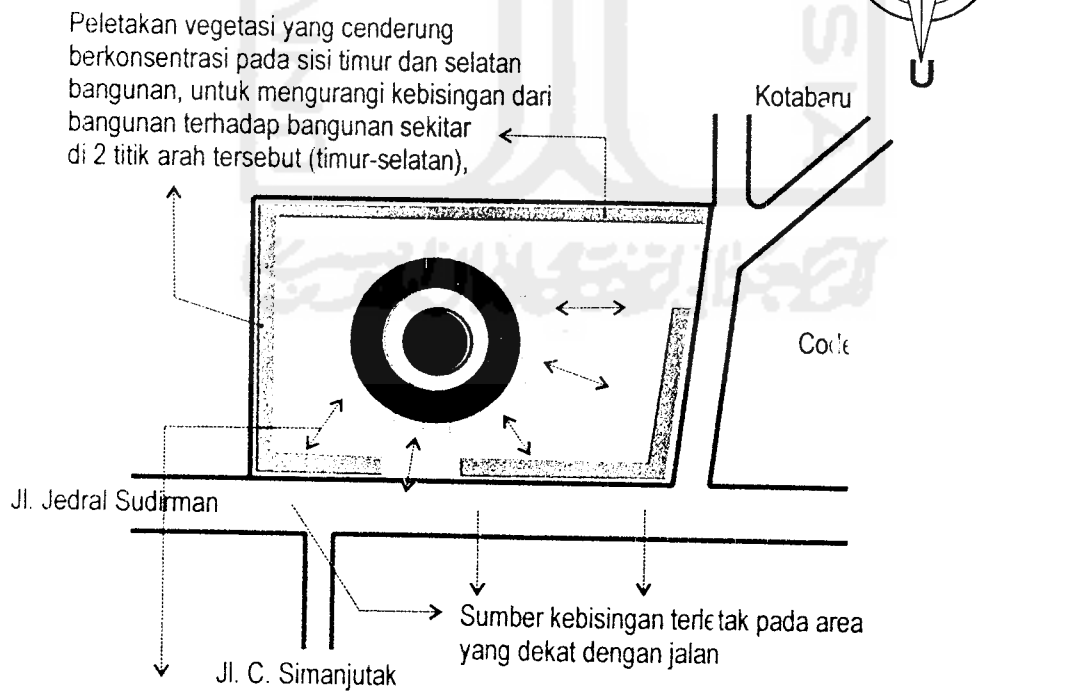 Peletakan vegetasi yang cenderung
berkonsentrasi pada sisi timur dan selatan
bangunan, untuk mengurangi kebisingan dari
bangunan terhadap bangunan sekitar
di 2 titik arah tersebut (timur-selatan),
U
Kotabaru
Code
Jl. Jedral Sudirman
Sumber kebisingan terletak pada area
yang dekat dengan jalan
Jl. C. Simanjutak